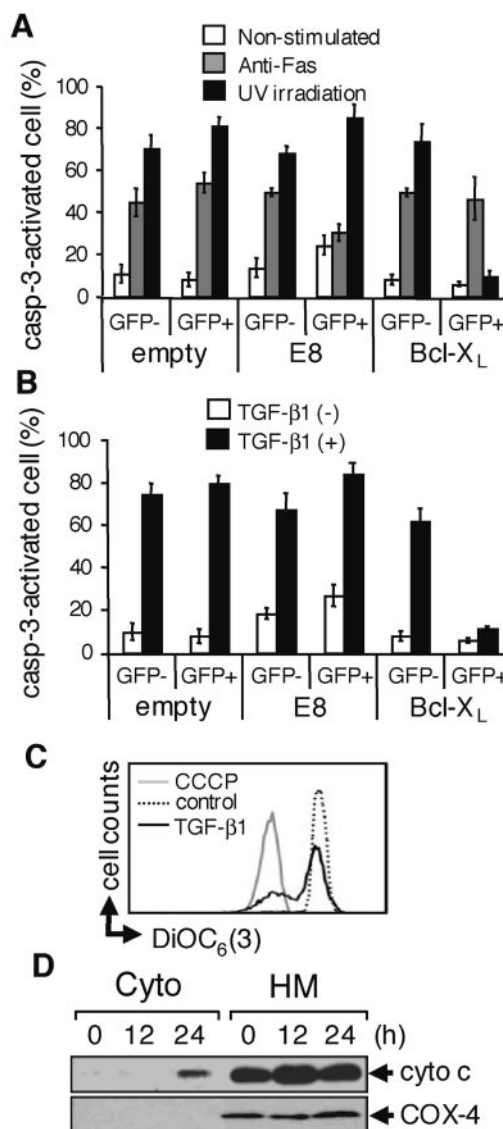 A
Non-stimulated
Anti-Fas
UV irradiation
casp-3-activated cell (%)
100
80
60
40
20
0
GFP- GFP+ GFP- GFP+ GFP- GFP+
empty E8 Bcl-XL
B
TGF-β1 (-)
TGF-β1 (+)
casp-3-activated cell (%)
100
80
60
40
20
0
GFP- GFP+ GFP- GFP+ GFP- GFP+
empty E8 Bcl-XL
C
CCCP
control
TGF-β1
cell counts
DiOC6(3)
D
Cyto HM
0 12 24 0 12 24 (h)
cyto c
COX-4